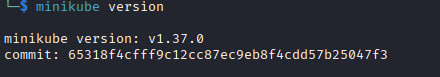 └─$ minikube version
minikube version: v1.37.0
commit: 65318f4cfff9c12cc87ec9eb8f4cdd57b25047f3